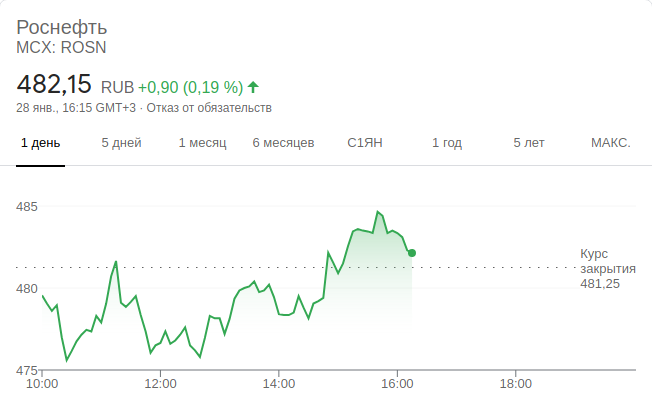 Роснефть
MCX: ROSN
482,15 RUB +0,90 (0,19 %)
28 янв., 16:15 GMT+3 · Отказ от обязательств
1 день 5 дней 1 месяц 6 месяцев С1ЯН 1 год 5 лет МАКС.
485
Курс
закрытия
481,25
480
475
10:00 12:00 14:00 16:00 18:00